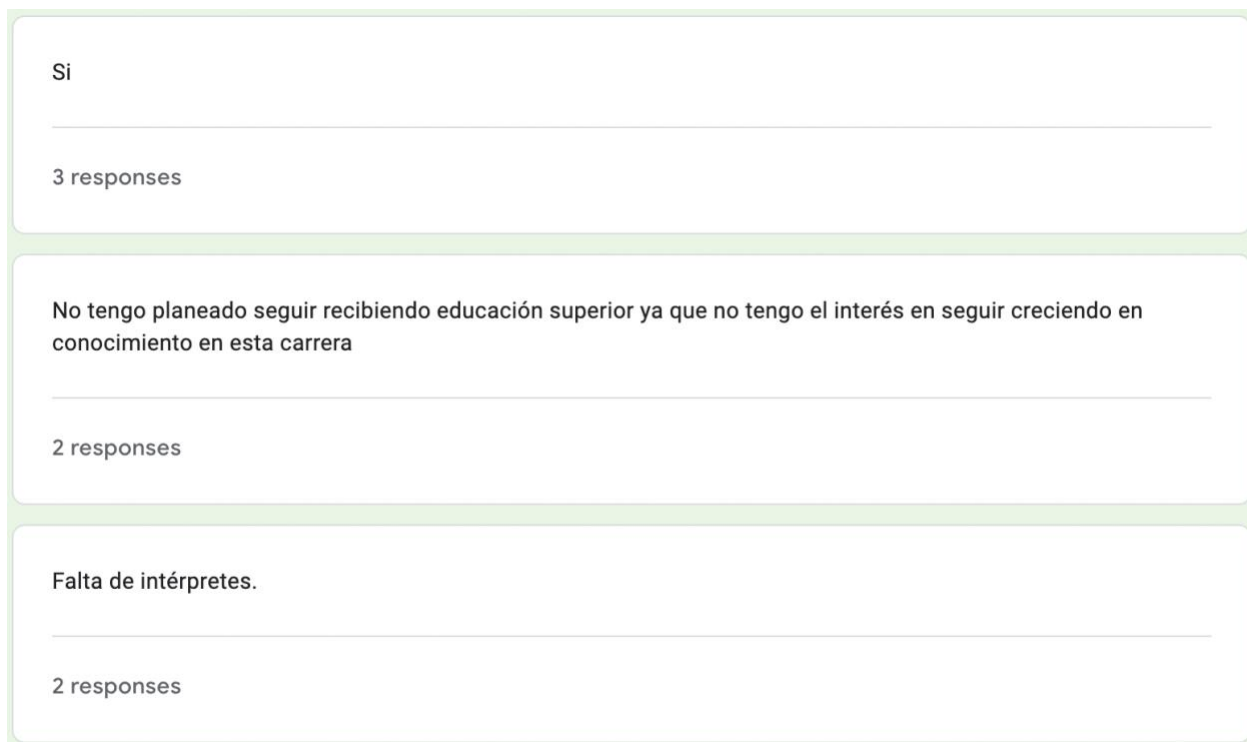 Si
3 responses
No tengo planeado seguir recibiendo educación superior ya que no tengo el interés en seguir creciendo en
conocimiento en esta carrera
2 responses
Falta de intérpretes.
2 responses